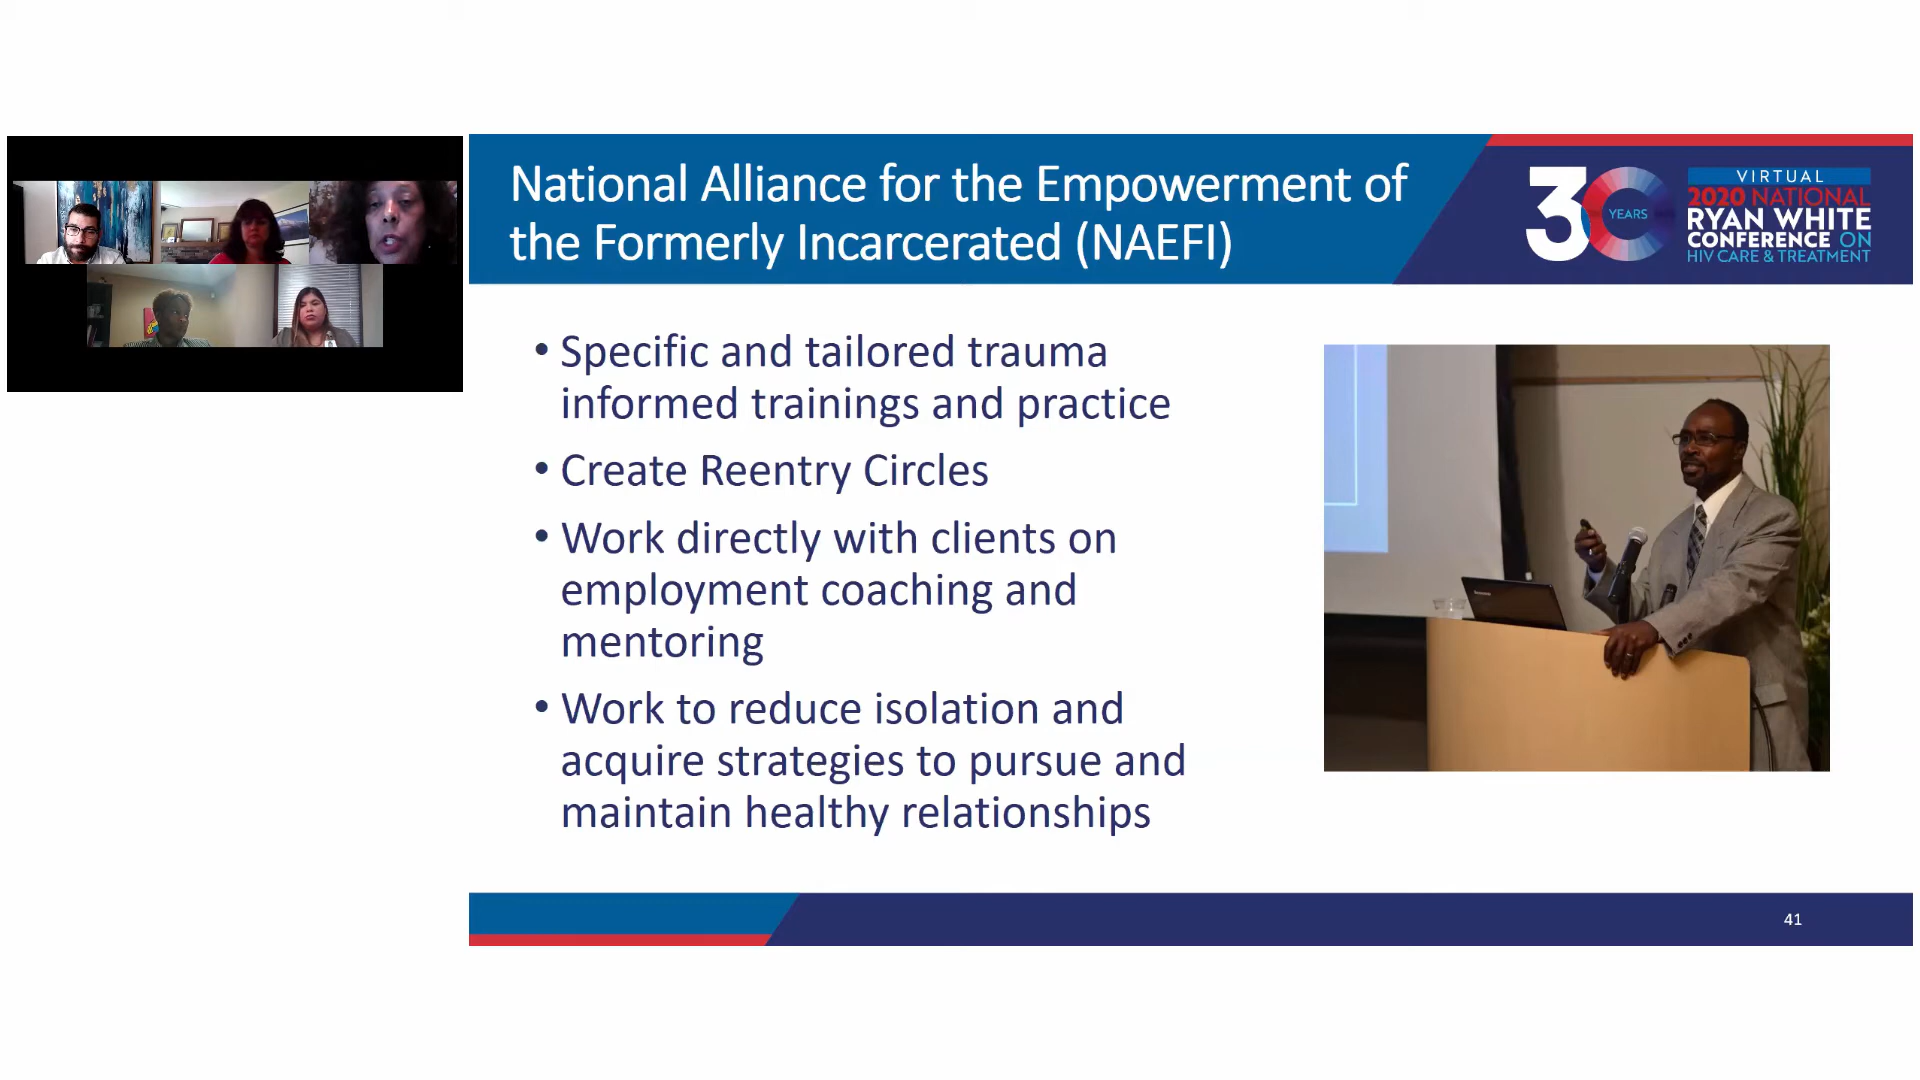 National Alliance for the Empowerment of
the Formerly Incarcerated (NAEFI)
30
YEARS
VIRTUAL
2020 NATIONAL
RYAN WHITE
CONFERENCE ON
HIV CARE & TREATMENT
• Specific and tailored trauma
informed trainings and practice
• Create Reentry Circles
• Work directly with clients on
employment coaching and
mentoring
• Work to reduce isolation and
acquire strategies to pursue and
maintain healthy relationships
41